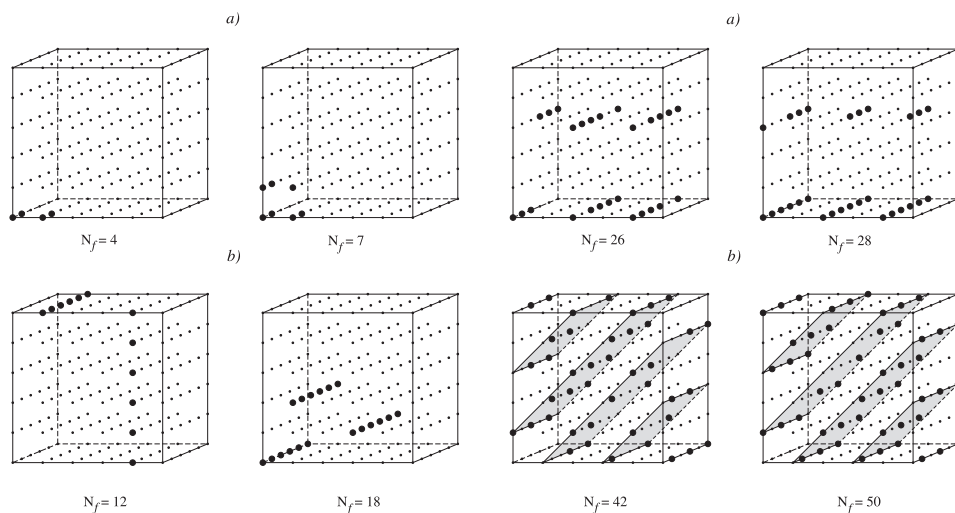 a)
a)
N_f = 4
N_f = 7
N_f = 26
N_f = 28
b)
b)
N_f = 12
N_f = 18
N_f = 42
N_f = 50